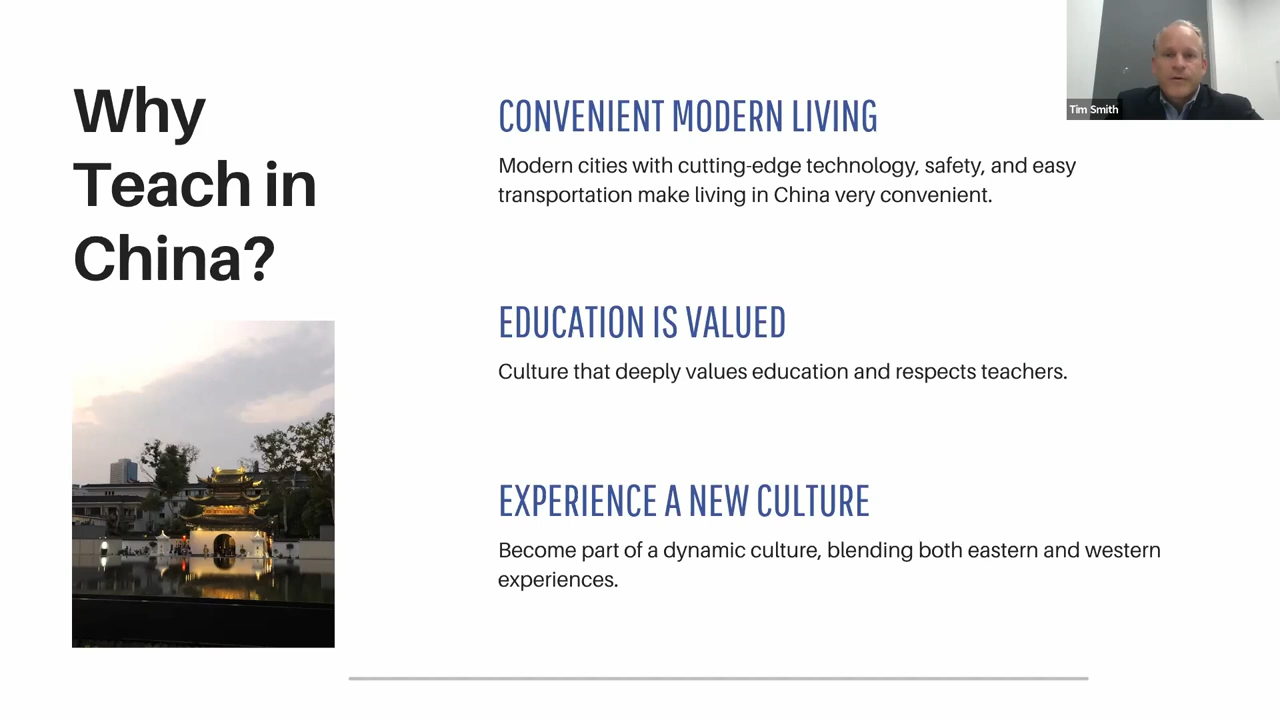 Why
Teach in
China?
CONVENIENT MODERN LIVING
Modern cities with cutting-edge technology, safety, and easy
transportation make living in China very convenient.
EDUCATION IS VALUED
Culture that deeply values education and respects teachers.
EXPERIENCE A NEW CULTURE
Become part of a dynamic culture, blending both eastern and western
experiences.
Tim Smith